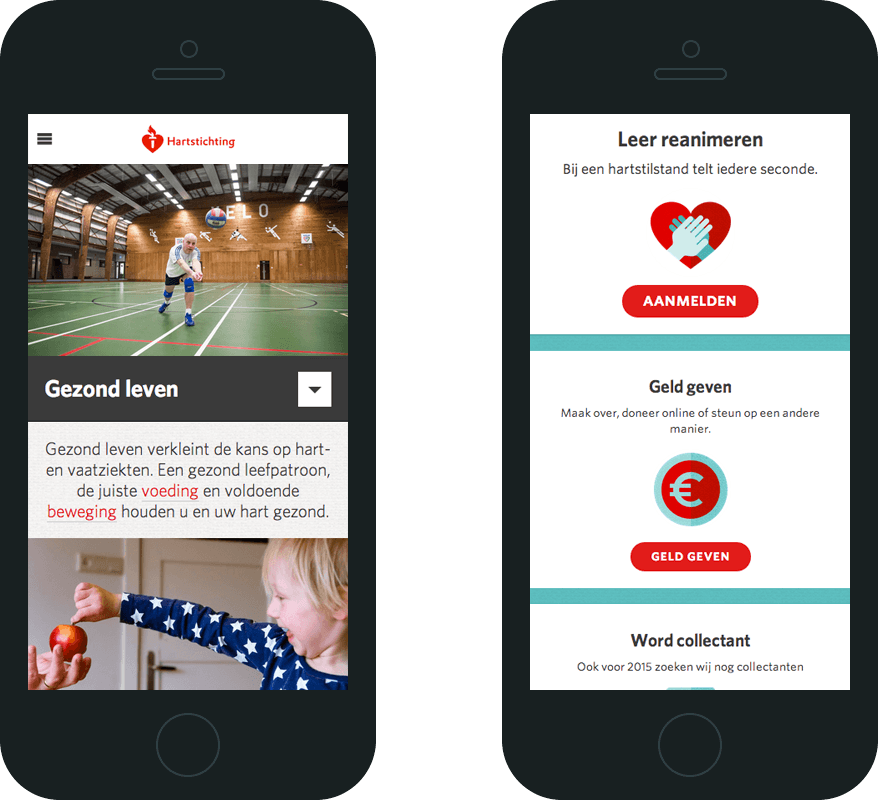 Hartstichting
ELO
Gezond leven
Gezond leven verkleint de kans op hart-
en vaatziekten. Een gezond leefpatroon,
de juiste voeding en voldoende
beweging houden u en uw hart gezond.
Leer reanimeren
Bij een hartstilstand telt iedere seconde.
AANMELDEN
Geld geven
Maak over, doneer online of steun op een andere
manier.
€
GELD GEVEN
Word collectant
Ook voor 2015 zoeken wij nog collectanten